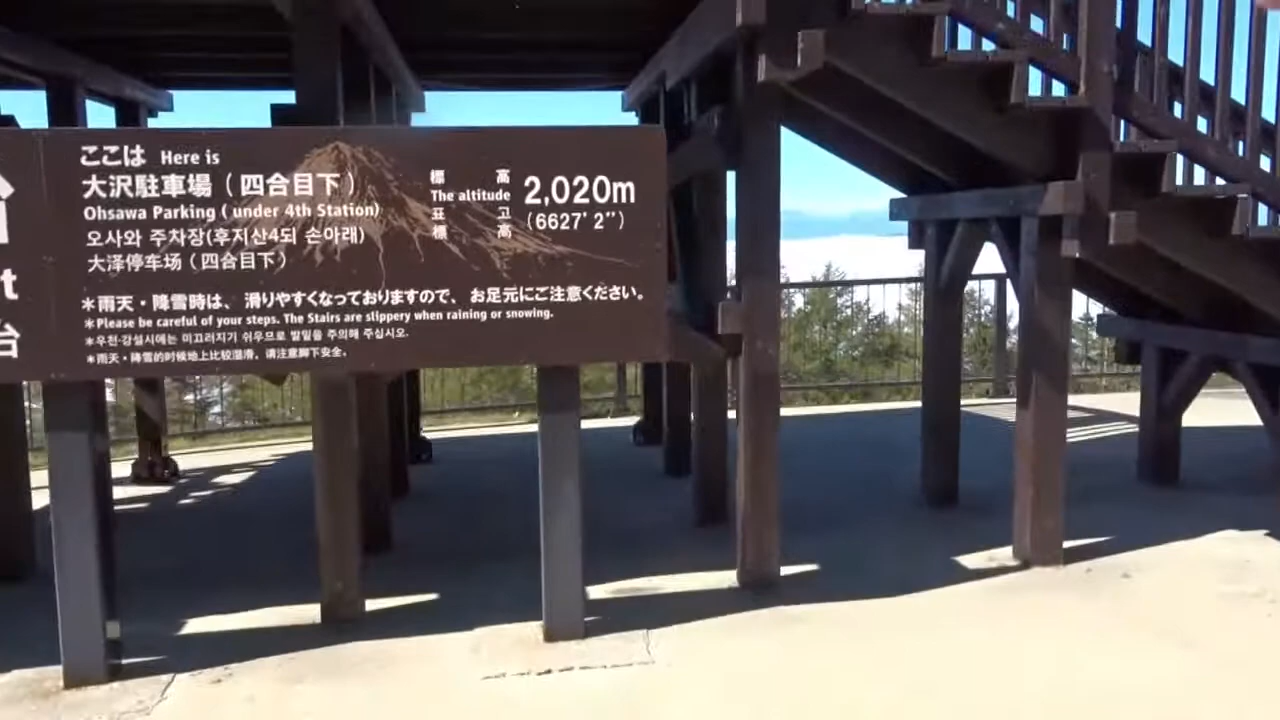 ここは Here is
大沢駐車場（四合目下）
Ohsawa Parking ( under 4th Station)
오사와 주차장(후지산4되 손아래)
大泽停车场（四合目下）
標 高
The altitude
표 고
標 高
2,020m
(6627' 2'')
＊雨天・降雪時は、滑りやすくなっておりますので、お足元にご注意ください。
＊Please be careful of your steps. The Stairs are slippery when raining or snowing.
＊우천·강설시에는 미끄러지기 쉬우므로 발밑을 주의해 주십시오.
＊雨天・降雪的时候地上比较湿滑，请注意脚下安全。
t
台